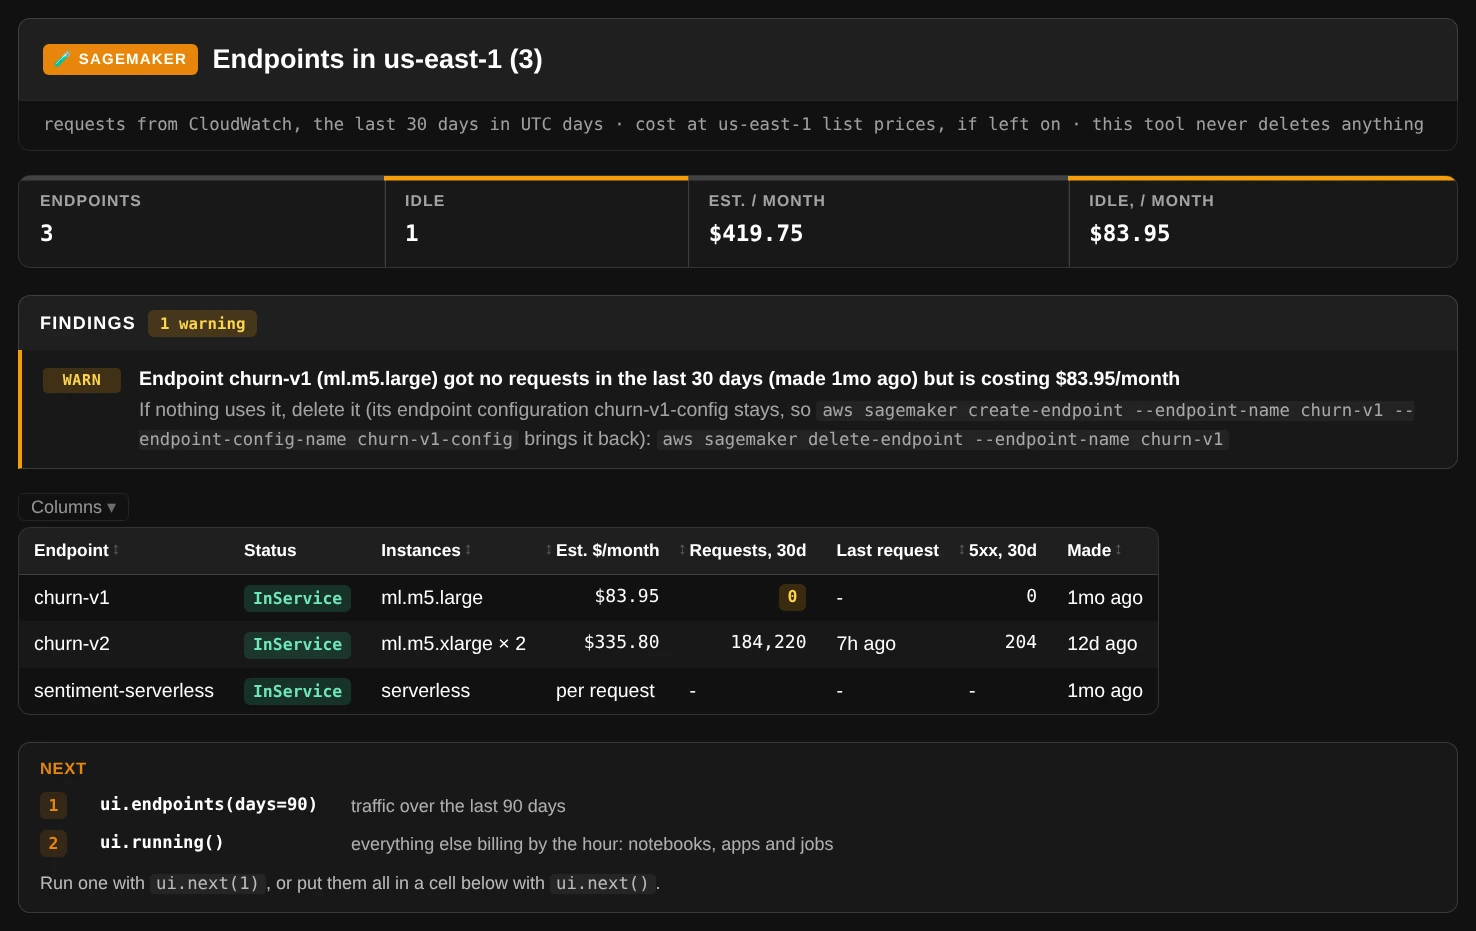 🧪 SAGEMAKER Endpoints in us-east-1 (3)
requests from CloudWatch, the last 30 days in UTC days · cost at us-east-1 list prices, if left on · this tool never deletes anything
ENDPOINTS IDLE EST. / MONTH IDLE, / MONTH
3 1 $419.75 $83.95
FINDINGS 1 warning
WARN Endpoint churn-v1 (ml.m5.large) got no requests in the last 30 days (made 1mo ago) but is costing $83.95/month
If nothing uses it, delete it (its endpoint configuration churn-v1-config stays, so aws sagemaker create-endpoint --endpoint-name churn-v1 --
endpoint-config-name churn-v1-config brings it back): aws sagemaker delete-endpoint --endpoint-name churn-v1
Columns ▾
Endpoint ↕ Status Instances ↕ ↕ Est. $/month ↕ Requests, 30d Last request ↕ 5xx, 30d Made ↕
churn-v1 InService ml.m5.large $83.95 0 - 0 1mo ago
churn-v2 InService ml.m5.xlarge × 2 $335.80 184,220 7h ago 204 12d ago
sentiment-serverless InService serverless per request - - - 1mo ago
NEXT
1 ui.endpoints(days=90) traffic over the last 90 days
2 ui.running() everything else billing by the hour: notebooks, apps and jobs
Run one with ui.next(1), or put them all in a cell below with ui.next().